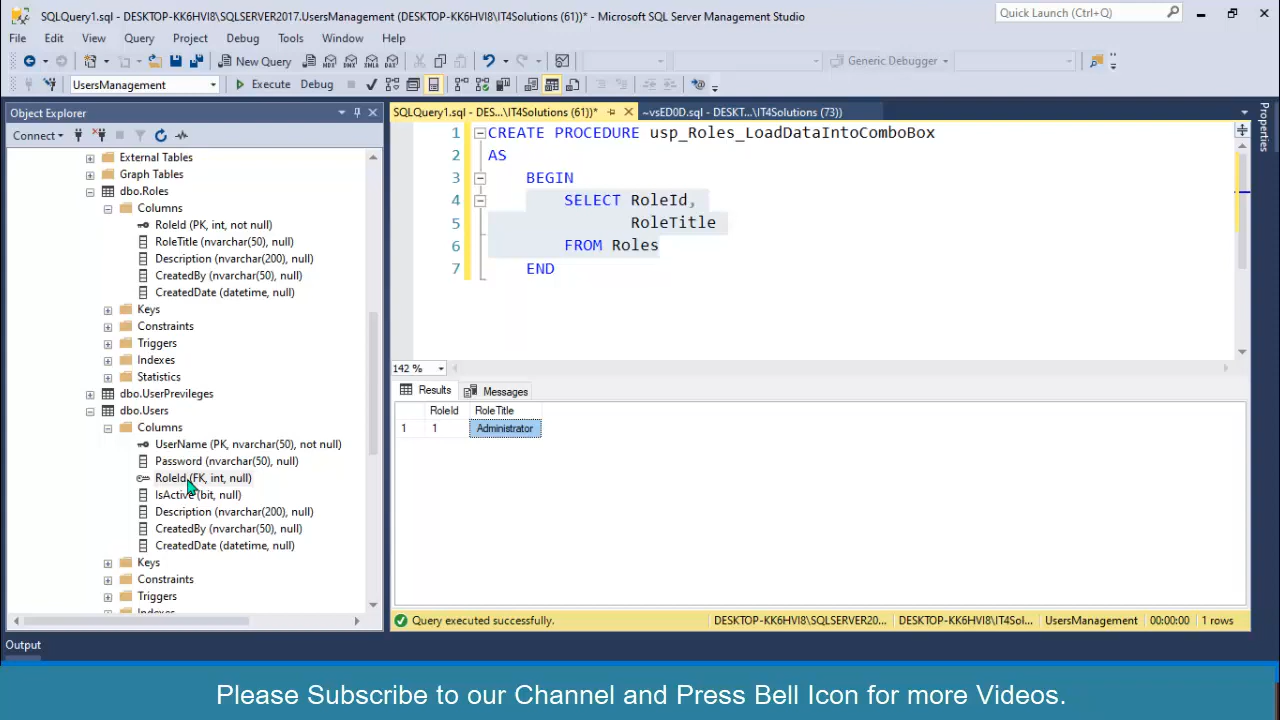 SQLQuery1.sql - DESKTOP-KK6HVI8\SQLSERVER2017.UsersManagement (DESKTOP-KK6HVI8\IT4Solutions (61))* - Microsoft SQL Server Management Studio
Quick Launch (Ctrl+Q)
File Edit View Query Project Debug Tools Window Help
New Query
Generic Debugger
UsersManagement
Execute Debug
Object Explorer
Connect
External Tables
Graph Tables
dbo.Roles
Columns
RoleId (PK, int, not null)
RoleTitle (nvarchar(50), null)
Description (nvarchar(200), null)
CreatedBy (nvarchar(50), null)
CreatedDate (datetime, null)
Keys
Constraints
Triggers
Indexes
Statistics
dbo.UserPrevileges
dbo.Users
Columns
UserName (PK, nvarchar(50), not null)
Password (nvarchar(50), null)
RoleId (FK, int, null)
IsActive (bit, null)
Description (nvarchar(200), null)
CreatedBy (nvarchar(50), null)
CreatedDate (datetime, null)
Keys
Constraints
Triggers
Indexes
SQLQuery1.sql - DES...\IT4Solutions (61))*
~vsED0D.sql - DESKT...\IT4Solutions (73))
1 CREATE PROCEDURE usp_Roles_LoadDataIntoComboBox
2 AS
3 BEGIN
4 SELECT RoleId,
5 RoleTitle
6 FROM Roles
7 END
142 %
Results Messages
RoleId RoleTitle
1 1 Administrator
Query executed successfully.
DESKTOP-KK6HVI8\SQLSERVER20... DESKTOP-KK6HVI8\IT4Sol... UsersManagement 00:00:00 1 rows
Properties
Output
Please Subscribe to our Channel and Press Bell Icon for more Videos.